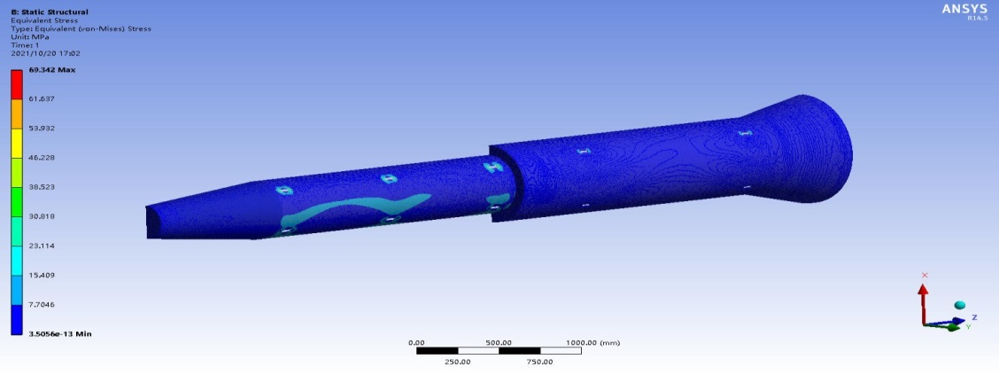 B: Static Structural
Equivalent Stress
Type: Equivalent (von-Mises) Stress
Unit: MPa
Time: 1
2021/10/20 17:02
ANSYS
R14.5
69.342 Max
61.637
53.932
46.228
38.523
30.818
23.114
15.409
7.7046
3.5056e-13 Min
0.00 500.00 1000.00 (mm)
250.00 750.00
X
Z
Y